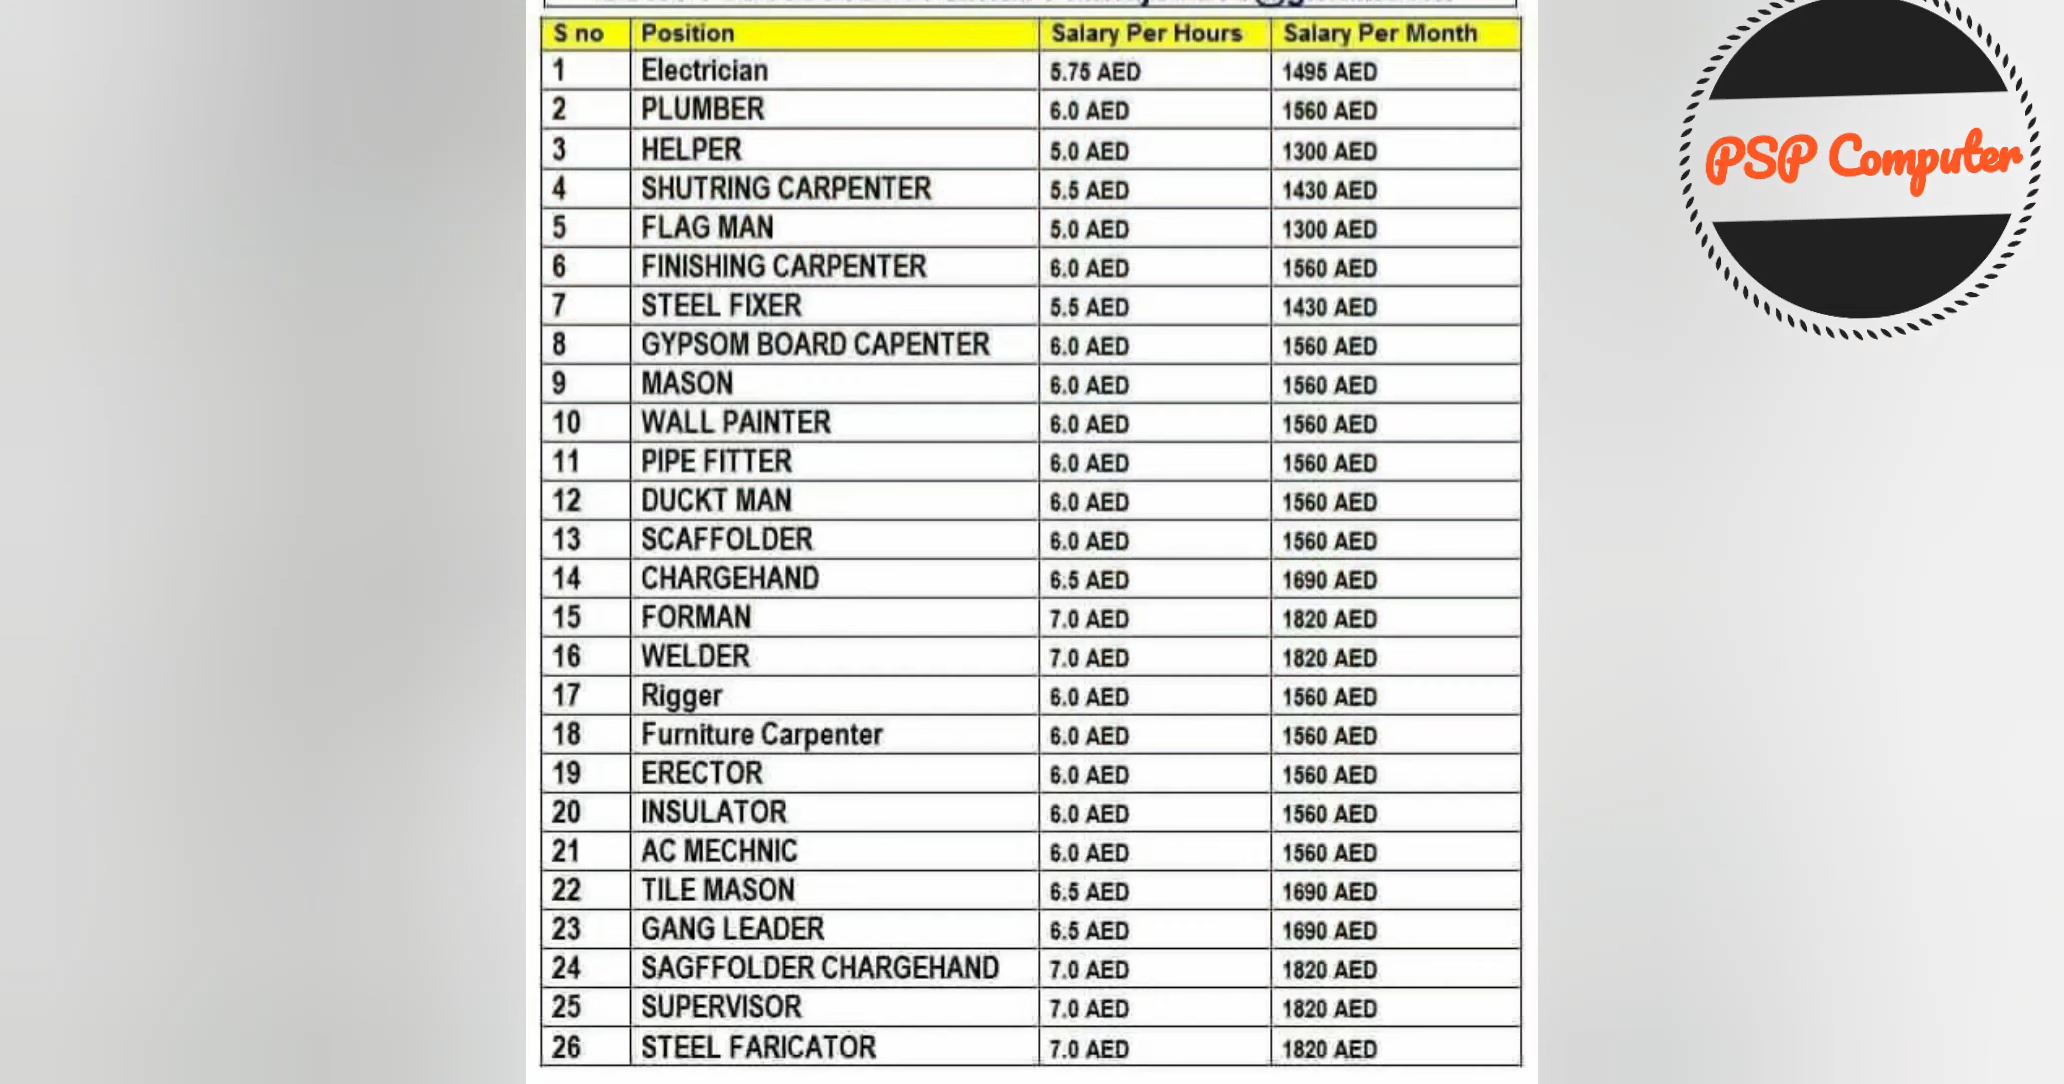 S no Position Salary Per Hours Salary Per Month
1 Electrician 5.75 AED 1495 AED
2 PLUMBER 6.0 AED 1560 AED
3 HELPER 5.0 AED 1300 AED
4 SHUTRING CARPENTER 5.5 AED 1430 AED
5 FLAG MAN 5.0 AED 1300 AED
6 FINISHING CARPENTER 6.0 AED 1560 AED
7 STEEL FIXER 5.5 AED 1430 AED
8 GYPSOM BOARD CAPENTER 6.0 AED 1560 AED
9 MASON 6.0 AED 1560 AED
10 WALL PAINTER 6.0 AED 1560 AED
11 PIPE FITTER 6.0 AED 1560 AED
12 DUCKT MAN 6.0 AED 1560 AED
13 SCAFFOLDER 6.0 AED 1560 AED
14 CHARGEHAND 6.5 AED 1690 AED
15 FORMAN 7.0 AED 1820 AED
16 WELDER 7.0 AED 1820 AED
17 Rigger 6.0 AED 1560 AED
18 Furniture Carpenter 6.0 AED 1560 AED
19 ERECTOR 6.0 AED 1560 AED
20 INSULATOR 6.0 AED 1560 AED
21 AC MECHNIC 6.0 AED 1560 AED
22 TILE MASON 6.5 AED 1690 AED
23 GANG LEADER 6.5 AED 1690 AED
24 SAGFFOLDER CHARGEHAND 7.0 AED 1820 AED
25 SUPERVISOR 7.0 AED 1820 AED
26 STEEL FARICATOR 7.0 AED 1820 AED
PSP Computer